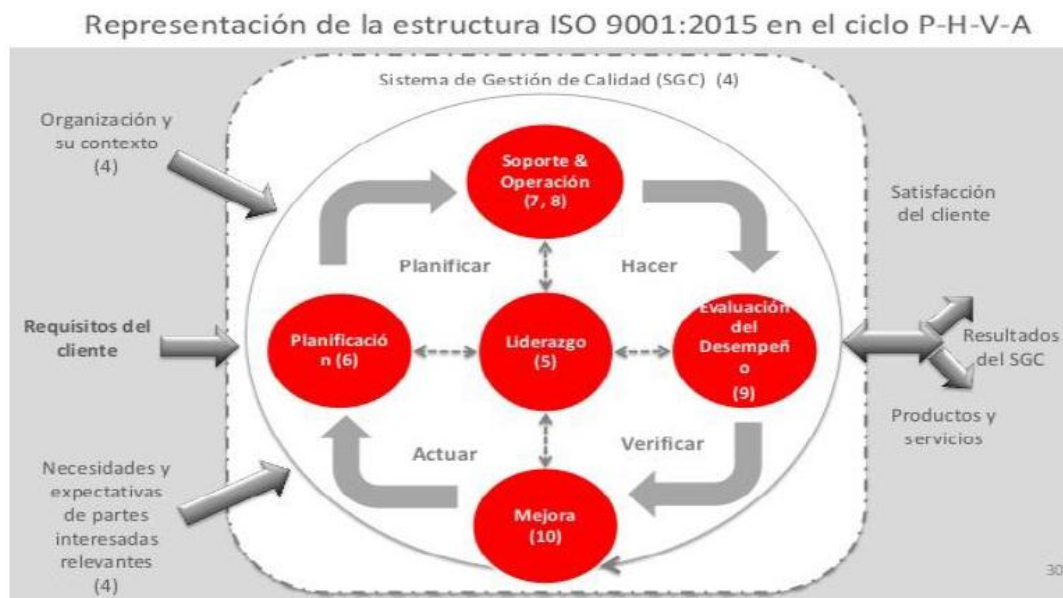 Representación de la estructura ISO 9001:2015 en el ciclo P-H-V-A
Sistema de Gestión de Calidad (SGC) (4)
Organización y
su contexto
(4)
Soporte &
Operación
(7, 8)
Satisfacción
del cliente
Planificar
Hacer
Requisitos del
cliente
Planificació
n (6)
Liderazgo
(5)
Evaluación
del
Desempeñ
o
(9)
Resultados
del SGC
Actuar
Verificar
Productos y
servicios
Necesidades y
expectativas
de partes
interesadas
relevantes
(4)
Mejora
(10)
30